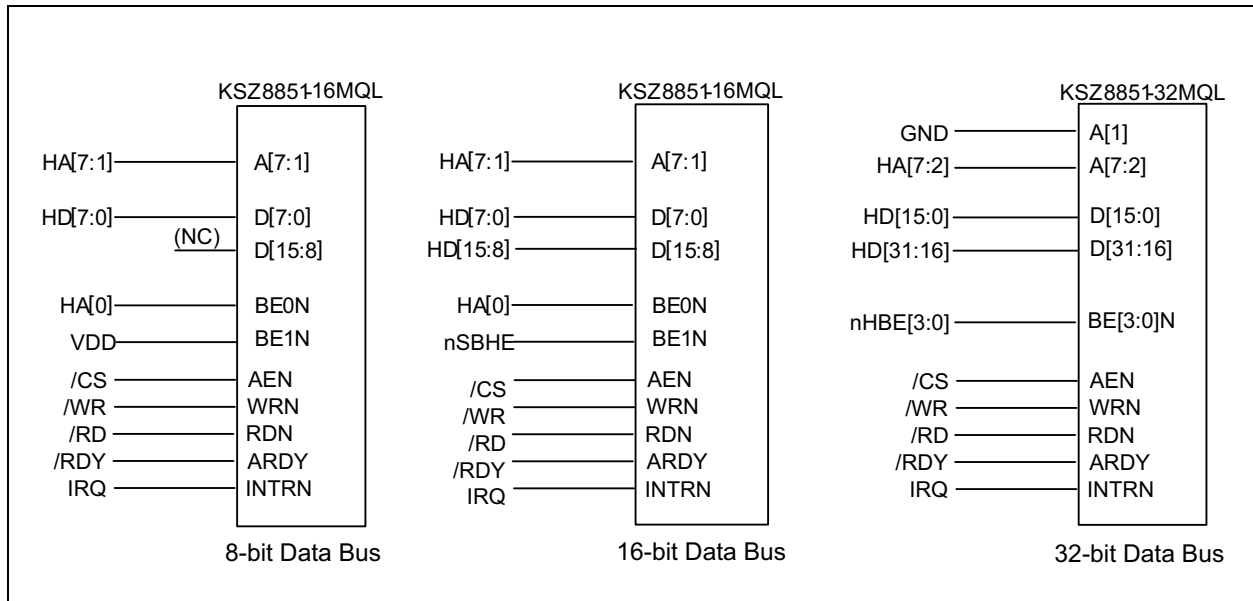 KSZ8851-16MQL
HA[7:1] A[7:1]
HD[7:0] D[7:0]
(NC) D[15:8]
HA[0] BE0N
VDD BE1N
/CS AEN
/WR WRN
/RD RDN
/RDY ARDY
IRQ INTRN
8-bit Data Bus
KSZ8851-16MQL
HA[7:1] A[7:1]
HD[7:0] D[7:0]
HD[15:8] D[15:8]
HA[0] BE0N
nSBHE BE1N
/CS AEN
/WR WRN
/RD RDN
/RDY ARDY
IRQ INTRN
16-bit Data Bus
KSZ8851-32MQL
GND A[1]
HA[7:2] A[7:2]
HD[15:0] D[15:0]
HD[31:16] D[31:16]
nHBE[3:0] BE[3:0]N
/CS AEN
/WR WRN
/RD RDN
/RDY ARDY
IRQ INTRN
32-bit Data Bus